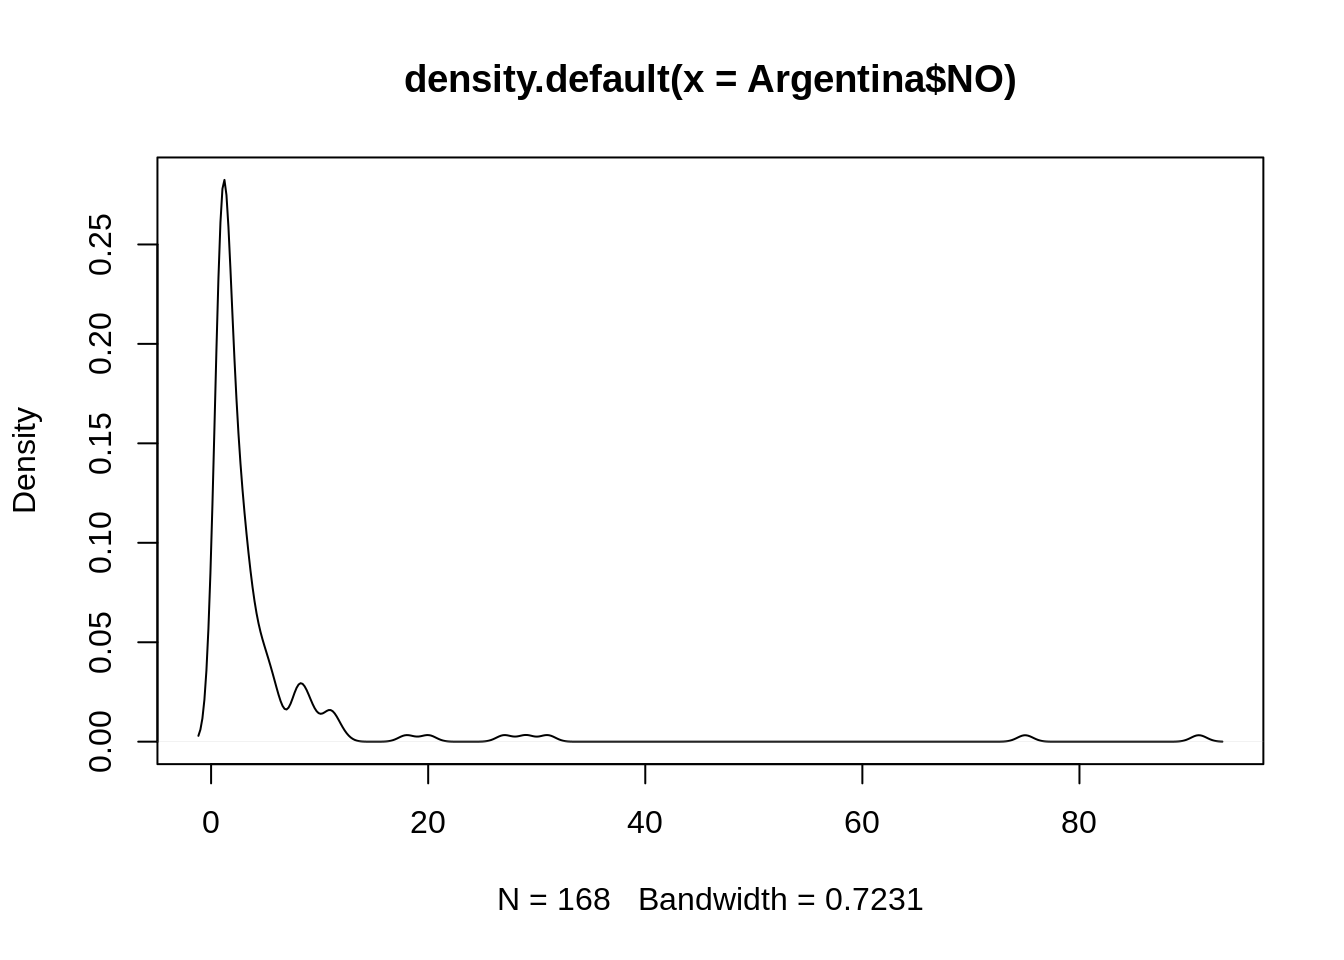 density.default(x = Argentina$NO)
Density
0.25
0.20
0.15
0.10
0.05
0.00
0 20 40 60 80
N = 168 Bandwidth = 0.7231